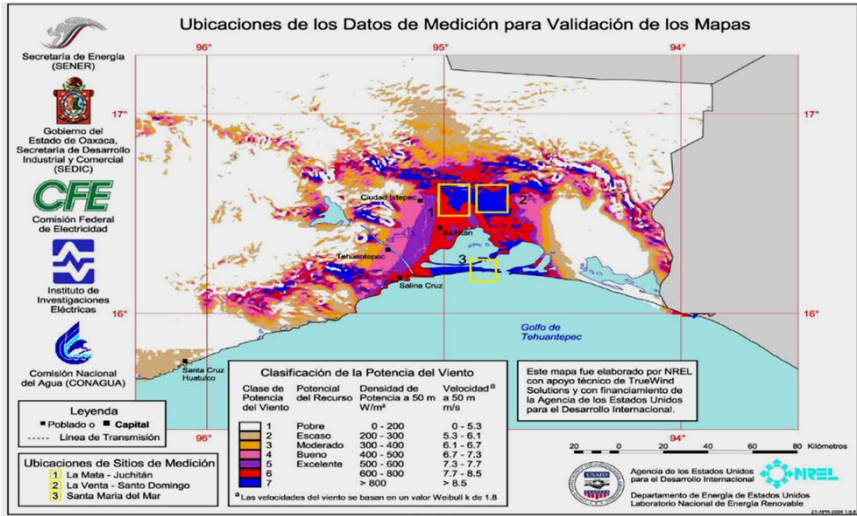 Ubicaciones de los Datos de Medición para Validación de los Mapas
Secretaría de Energía
(SENER)
Gobierno del
Estado de Oaxaca,
Secretaría de Desarrollo
Industrial y Comercial
(SEDIC)
CFE
Comisión Federal
de Electricidad
Instituto de
Investigaciones
Eléctricas
Comisión Nacional
del Agua (CONAGUA)
96°
95°
94°
17°
17°
Ciudad Ixtepec
1
2
Juchitán
Tehuantepec
3
Salina Cruz
16°
16°
Golfo de
Tehuantepec
Santa Cruz
Huatulco
96°
94°
Leyenda
Poblado o Capital
Linea de Transmisión
Ubicaciones de Sitios de Medición
1 La Mata - Juchitán
2 La Venta - Santo Domingo
3 Santa Maria del Mar
Clasificación de la Potencia del Viento
Clase de Potencia del Viento
Potencial del Recurso
Densidad de Potencia a 50 m W/m²
Velocidad a a 50 m m/s
1 Pobre 0 - 200 0 - 5.3
2 Escaso 200 - 300 5.3 - 6.1
3 Moderado 300 - 400 6.1 - 6.7
4 Bueno 400 - 500 6.7 - 7.3
5 Excelente 500 - 600 7.3 - 7.7
6 600 - 800 7.7 - 8.5
7 > 800 > 8.5
a Las velocidades del viento se basan en un valor Weibull k de 1.8
Este mapa fue elaborado por NREL
con apoyo técnico de TrueWind
Solutions y con financiamiento de
la Agencia de los Estados Unidos
para el Desarrollo Internacional.
20 0 20 40 60 80 Kilómetros
USAID
Agencia de los Estados Unidos
para el Desarrollo Internacional
NREL
Departamento de Energía de Estados Unidos
Laboratorio Nacional de Energía Renovable